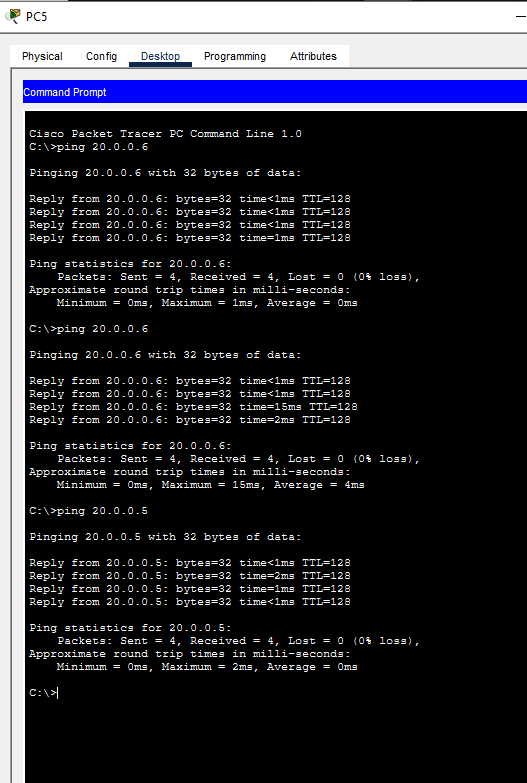 PC5
Physical Config Desktop Programming Attributes
Command Prompt
Cisco Packet Tracer PC Command Line 1.0
C:\>ping 20.0.0.6
Pinging 20.0.0.6 with 32 bytes of data:
Reply from 20.0.0.6: bytes=32 time<1ms TTL=128
Reply from 20.0.0.6: bytes=32 time<1ms TTL=128
Reply from 20.0.0.6: bytes=32 time<1ms TTL=128
Reply from 20.0.0.6: bytes=32 time=1ms TTL=128
Ping statistics for 20.0.0.6:
Packets: Sent = 4, Received = 4, Lost = 0 (0% loss),
Approximate round trip times in milli-seconds:
Minimum = 0ms, Maximum = 1ms, Average = 0ms
C:\>ping 20.0.0.6
Pinging 20.0.0.6 with 32 bytes of data:
Reply from 20.0.0.6: bytes=32 time<1ms TTL=128
Reply from 20.0.0.6: bytes=32 time<1ms TTL=128
Reply from 20.0.0.6: bytes=32 time=15ms TTL=128
Reply from 20.0.0.6: bytes=32 time=2ms TTL=128
Ping statistics for 20.0.0.6:
Packets: Sent = 4, Received = 4, Lost = 0 (0% loss),
Approximate round trip times in milli-seconds:
Minimum = 0ms, Maximum = 15ms, Average = 4ms
C:\>ping 20.0.0.5
Pinging 20.0.0.5 with 32 bytes of data:
Reply from 20.0.0.5: bytes=32 time<1ms TTL=128
Reply from 20.0.0.5: bytes=32 time=2ms TTL=128
Reply from 20.0.0.5: bytes=32 time=1ms TTL=128
Reply from 20.0.0.5: bytes=32 time<1ms TTL=128
Ping statistics for 20.0.0.5:
Packets: Sent = 4, Received = 4, Lost = 0 (0% loss),
Approximate round trip times in milli-seconds:
Minimum = 0ms, Maximum = 2ms, Average = 0ms
C:\>